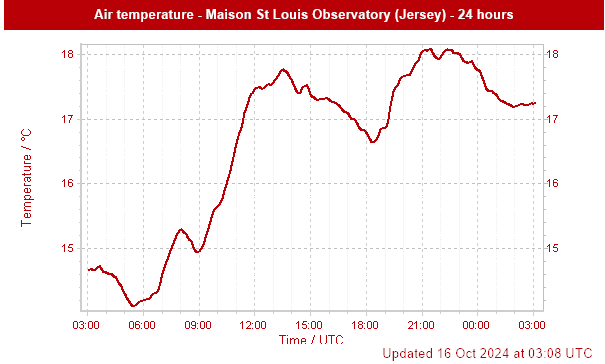 Air temperature - Maison St Louis Observatory (Jersey) - 24 hours
18 18
17 17
16 16
15 15
Temperature / °C
03:00 06:00 09:00 12:00 15:00 18:00 21:00 00:00 03:00
Time / UTC
Updated 16 Oct 2024 at 03:08 UTC